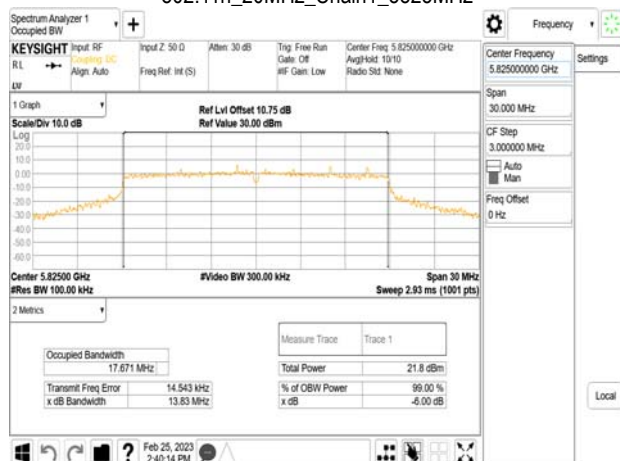 Spectrum Analyzer 1
Occupied BW
Frequency
KEYSIGHT
Input: RF
Coupling: DC
Align: Auto
Input Z: 50 Ω
Freq Ref: Int (S)
Atten: 30 dB
Trig: Free Run
Gate: Off
#IF Gain: Low
Center Freq: 5.825000000 GHz
Avg|Hold: 10/10
Radio Std: None
RL
LW
Center Frequency
5.825000000 GHz
Settings
Span
30.000 MHz
CF Step
3.000000 MHz
Auto
Man
Freq Offset
0 Hz
Local
1 Graph
Scale/Div 10.0 dB
Ref Lvl Offset 10.75 dB
Ref Value 30.00 dBm
Log
20.0
10.0
0.00
-10.0
-20.0
-30.0
-40.0
-50.0
-60.0
Center 5.82500 GHz
#Video BW 300.00 kHz
Span 30 MHz
#Res BW 100.00 kHz
Sweep 2.93 ms (1001 pts)
2 Metrics
Measure Trace
Trace 1
Occupied Bandwidth
17.671 MHz
Total Power
21.8 dBm
Transmit Freq Error
14.543 kHz
% of OBW Power
99.00 %
x dB Bandwidth
13.83 MHz
x dB
-6.00 dB
Feb 25, 2023
2:40:14 PM